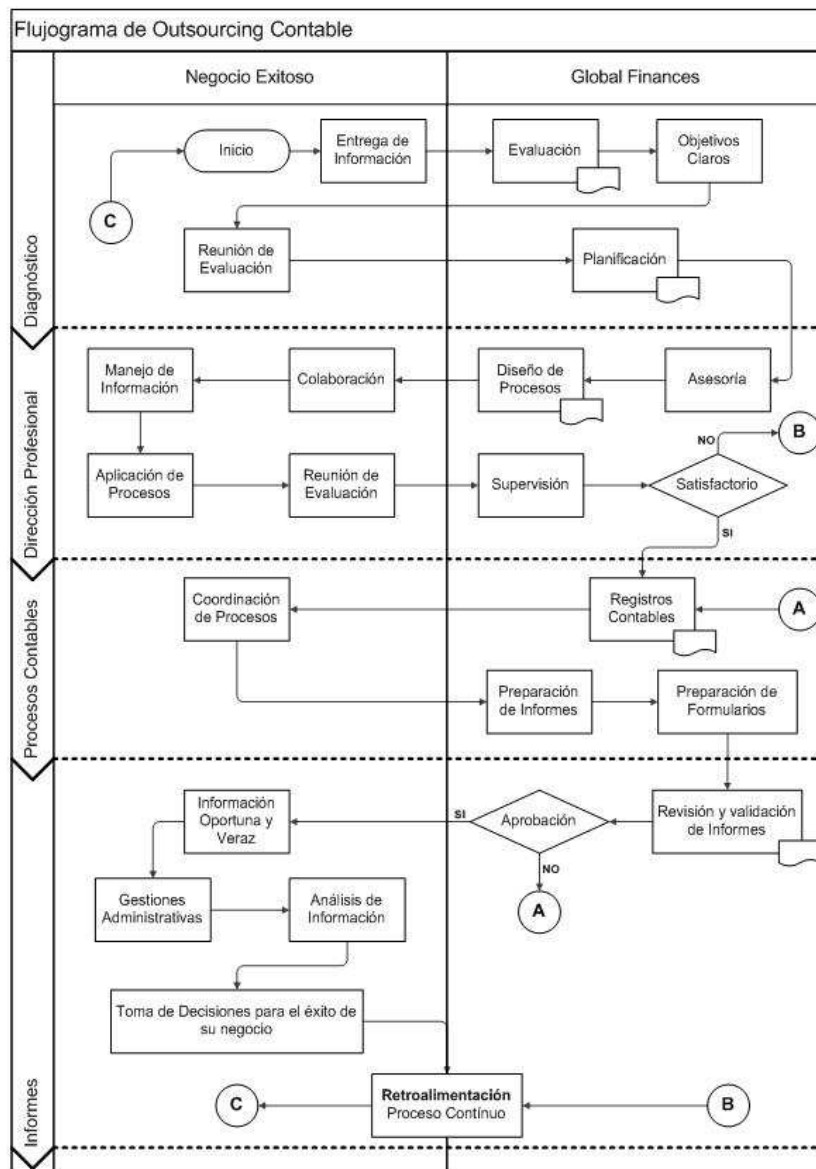 Flujograma de Outsourcing Contable
Negocio Exitoso
Global Finances
Diagnóstico
Inicio
Entrega de
Información
Evaluación
Objetivos
Claros
C
Reunión de
Evaluación
Planificación
Dirección Profesional
Manejo de
Información
Colaboración
Diseño de
Procesos
Asesoría
NO
B
Aplicación de
Procesos
Reunión de
Evaluación
Supervisión
Satisfactorio
SI
Procesos Contables
Coordinación
de Procesos
Registros
Contables
A
Preparación
de Informes
Preparación de
Formularios
Informes
Información
Oportuna y
Veraz
SI
Aprobación
Revisión y validación
de Informes
NO
A
Gestiones
Administrativas
Análisis de
Información
Toma de Decisiones para el éxito de
su negocio
C
Retroalimentación
Proceso Contínuo
B